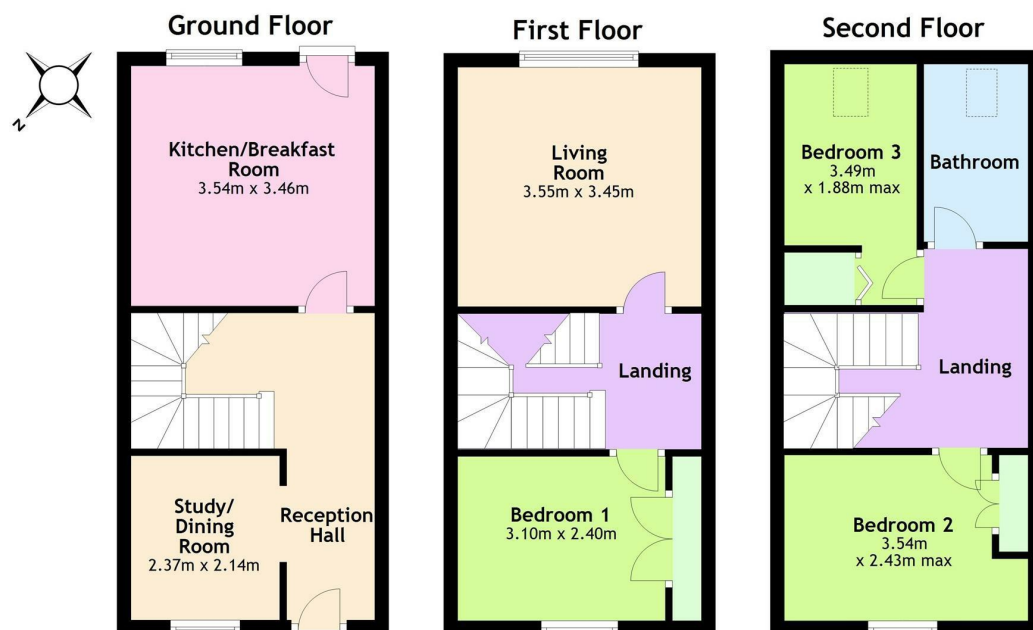 Ground Floor
First Floor
Second Floor
N
Kitchen/Breakfast
Room
3.54m x 3.46m
Study/
Dining
Room
2.37m x 2.14m
Reception
Hall
Living
Room
3.55m x 3.45m
Landing
Bedroom 1
3.10m x 2.40m
Bedroom 3
3.49m
x 1.88m max
Bathroom
Landing
Bedroom 2
3.54m
x 2.43m max